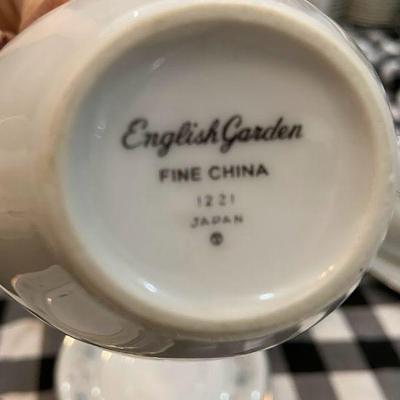 English Garden
FINE CHINA
1221
JAPAN